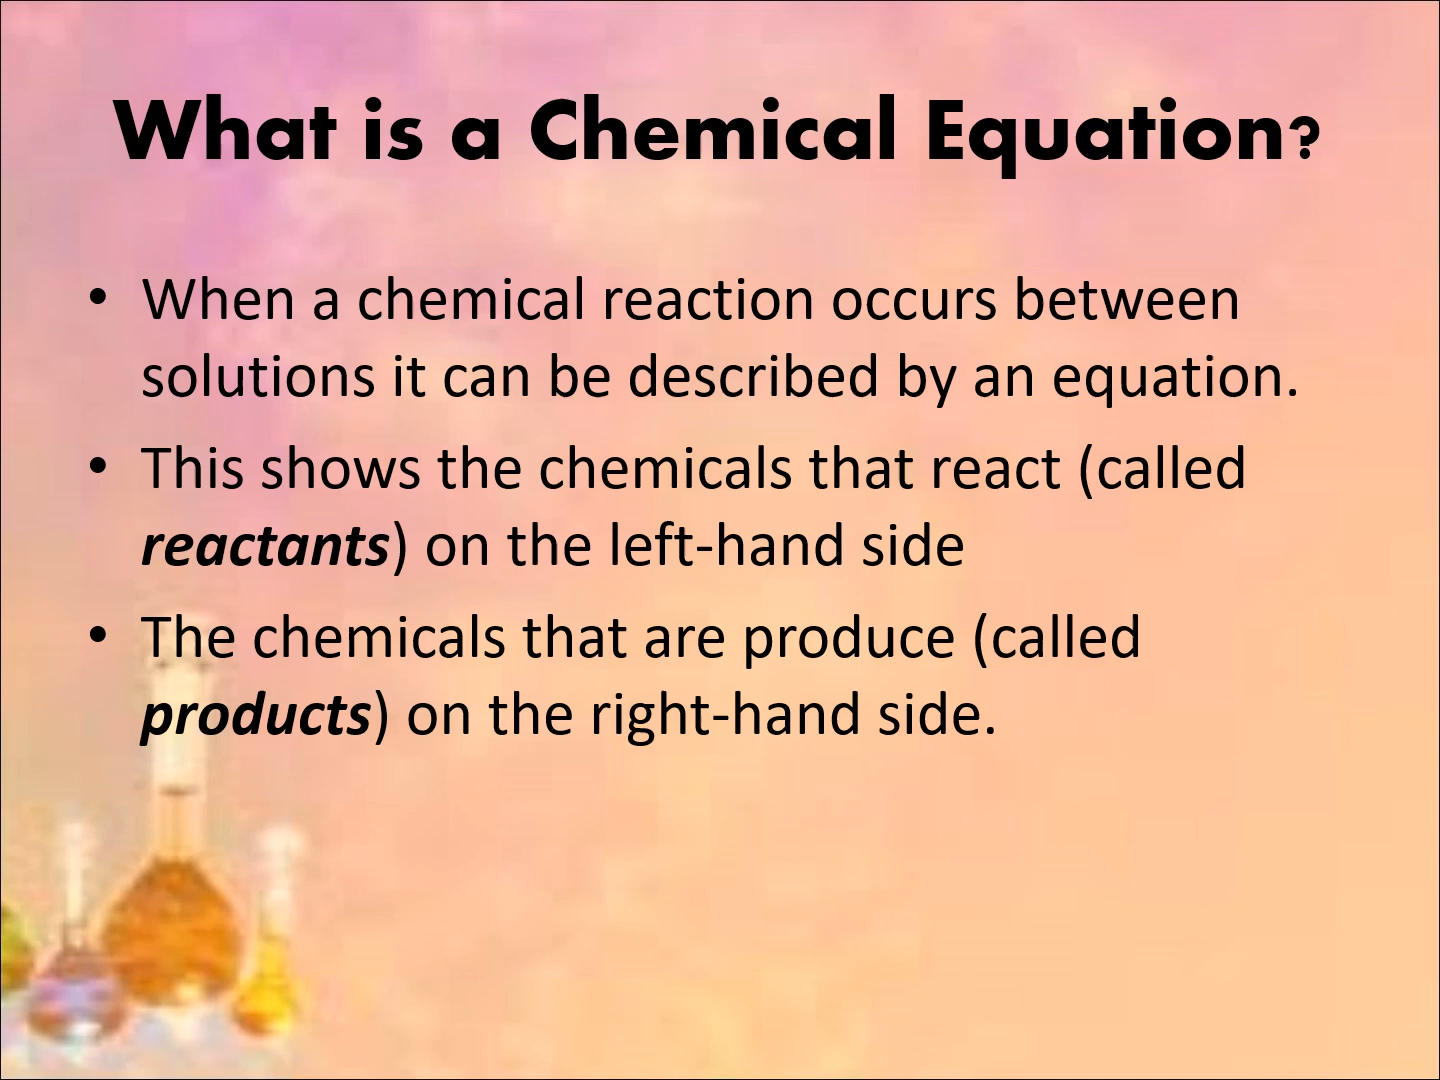 What is a Chemical Equation?
• When a chemical reaction occurs between
solutions it can be described by an equation.
• This shows the chemicals that react (called
reactants) on the left-hand side
• The chemicals that are produce (called
products) on the right-hand side.